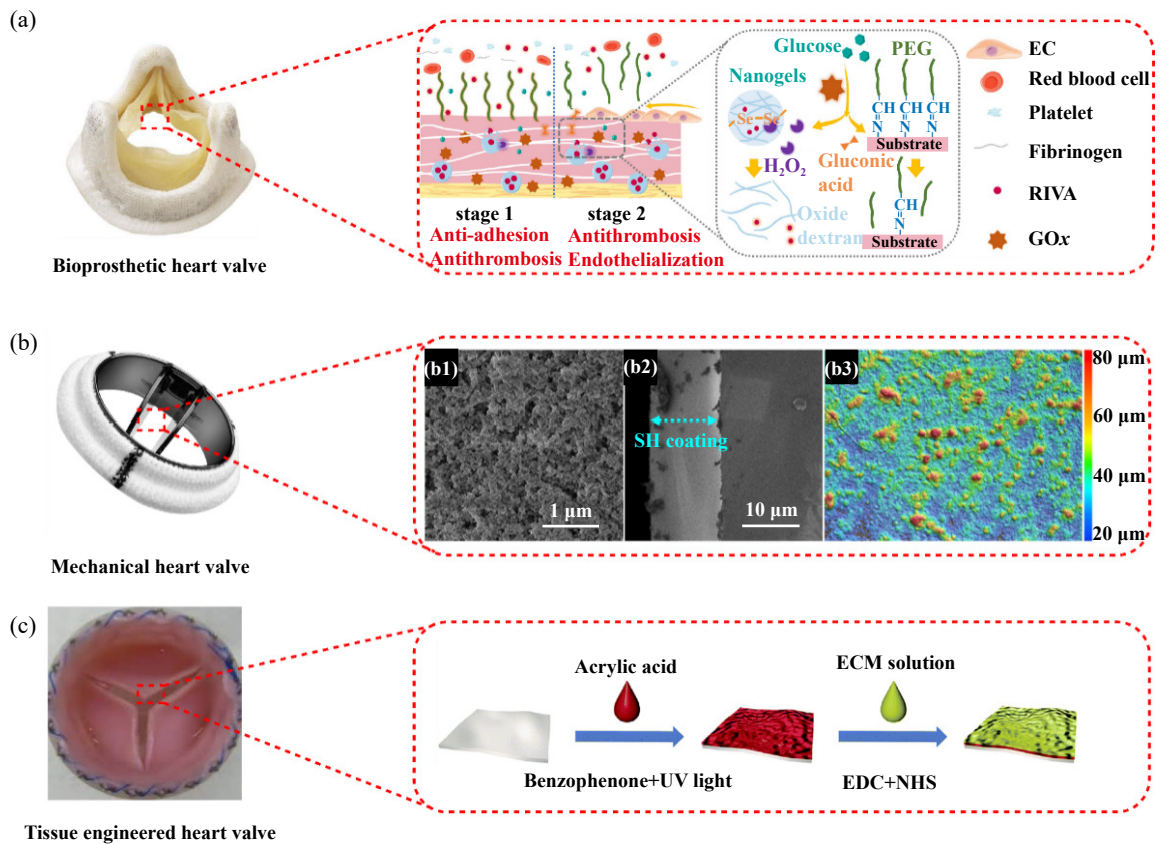 (a)
Bioprosthetic heart valve
stage 1
Anti-adhesion
Antithrombosis
stage 2
Antithrombosis
Endothelialization
Glucose
PEG
Nanogels
Se-Se
H₂O₂
Gluconic
acid
Oxide
dextran
CH CH CH
N N N
Substrate
CH
N
Substrate
EC
Red blood cell
Platelet
Fibrinogen
RIVA
GOx
(b)
Mechanical heart valve
(b1)
1 μm
(b2)
SH coating
10 μm
(b3)
80 μm
60 μm
40 μm
20 μm
(c)
Tissue engineered heart valve
Acrylic acid
Benzophenone+UV light
ECM solution
EDC+NHS